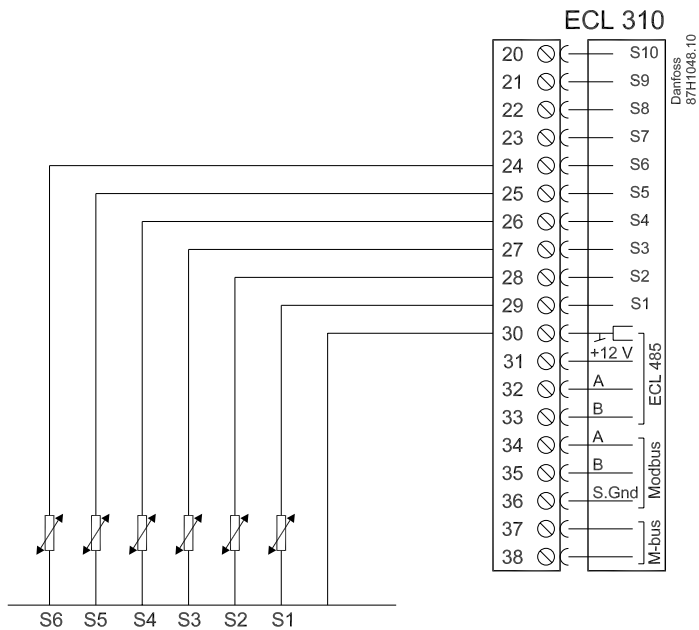 ECL 310
Danfoss
87H1048.10
20 S10
21 S9
22 S8
23 S7
24 S6
25 S5
26 S4
27 S3
28 S2
29 S1
30
31 +12 V
32 A
33 B
ECL 485
34 A
35 B
36 S.Gnd
Modbus
37
38
M-bus
S6 S5 S4 S3 S2 S1